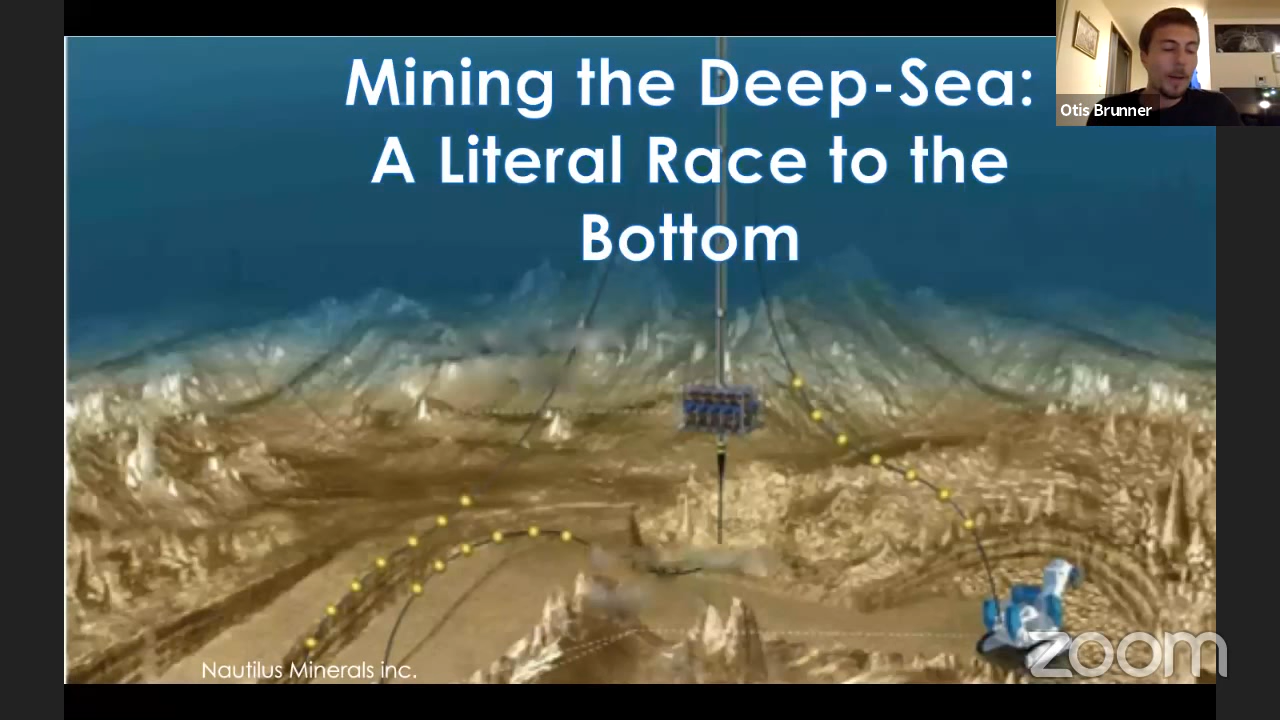 Mining the Deep-Sea:
A Literal Race to the
Bottom
Otis Brunner
Nautilus Minerals inc.
zoom